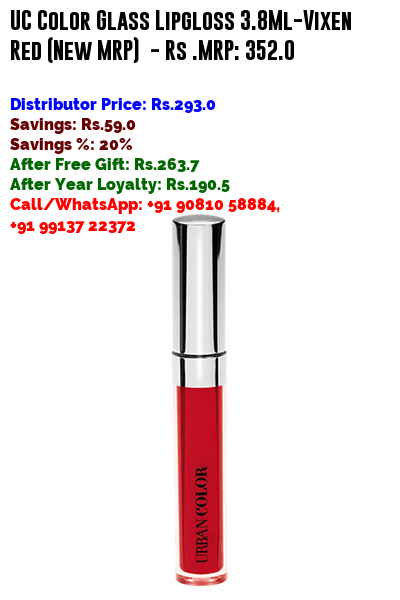 UC Color Glass Lipgloss 3.8Ml-Vixen
Red (New MRP)  - Rs .MRP: 352.0
Distributor Price: Rs.293.0
Savings: Rs.59.0
Savings %: 20%
After Free Gift: Rs.263.7
After Year Loyalty: Rs.190.5
Call/WhatsApp: +91 90810 58884,
+91 99137 22372
URBAN COLOR